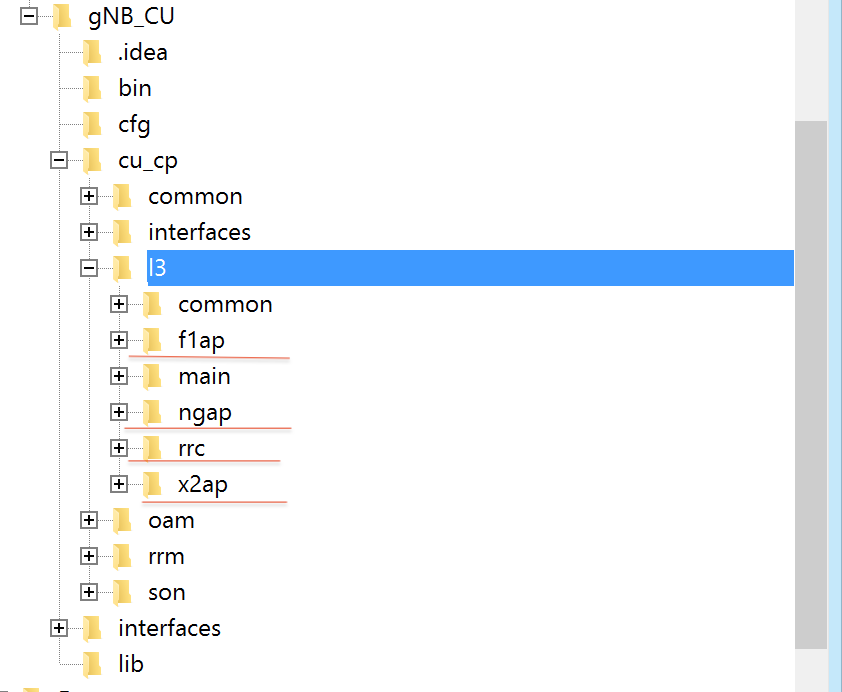 gNB_CU
.idea
bin
cfg
cu_cp
common
interfaces
l3
common
f1ap
main
ngap
rrc
x2ap
oam
rrm
son
interfaces
lib